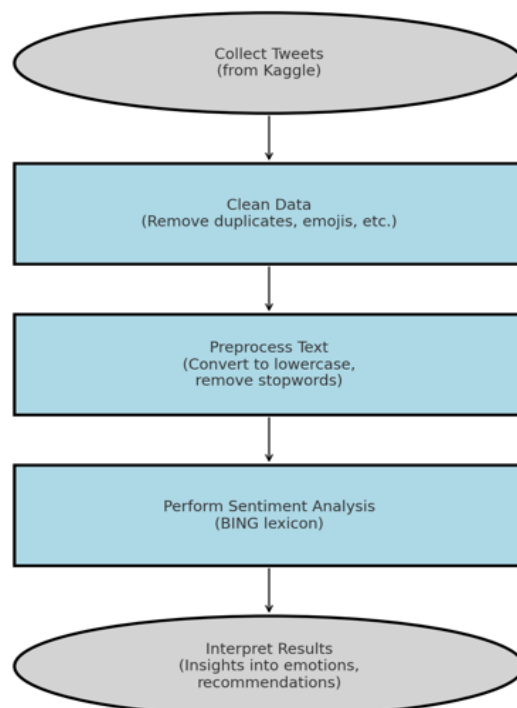 Collect Tweets
(from Kaggle)
Clean Data
(Remove duplicates, emojis, etc.)
Preprocess Text
(Convert to lowercase,
remove stopwords)
Perform Sentiment Analysis
(BING lexicon)
Interpret Results
(Insights into emotions,
recommendations)